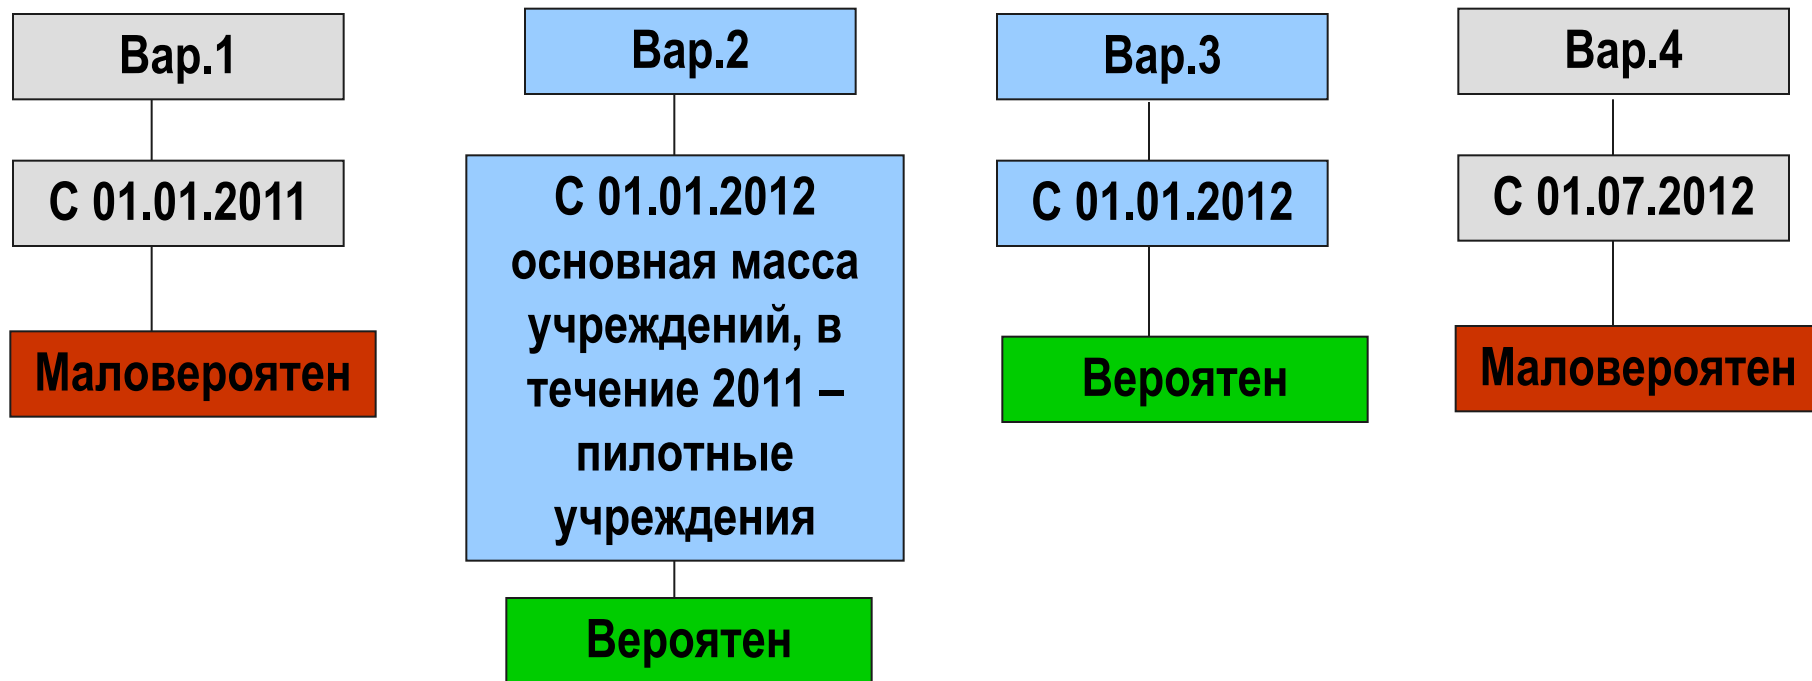 Вар.1
С 01.01.2011
Маловероятен
Вар.2
С 01.01.2012
основная масса
учреждений, в
течение 2011 –
пилотные
учреждения
Вероятен
Вар.3
С 01.01.2012
Вероятен
Вар.4
С 01.07.2012
Маловероятен